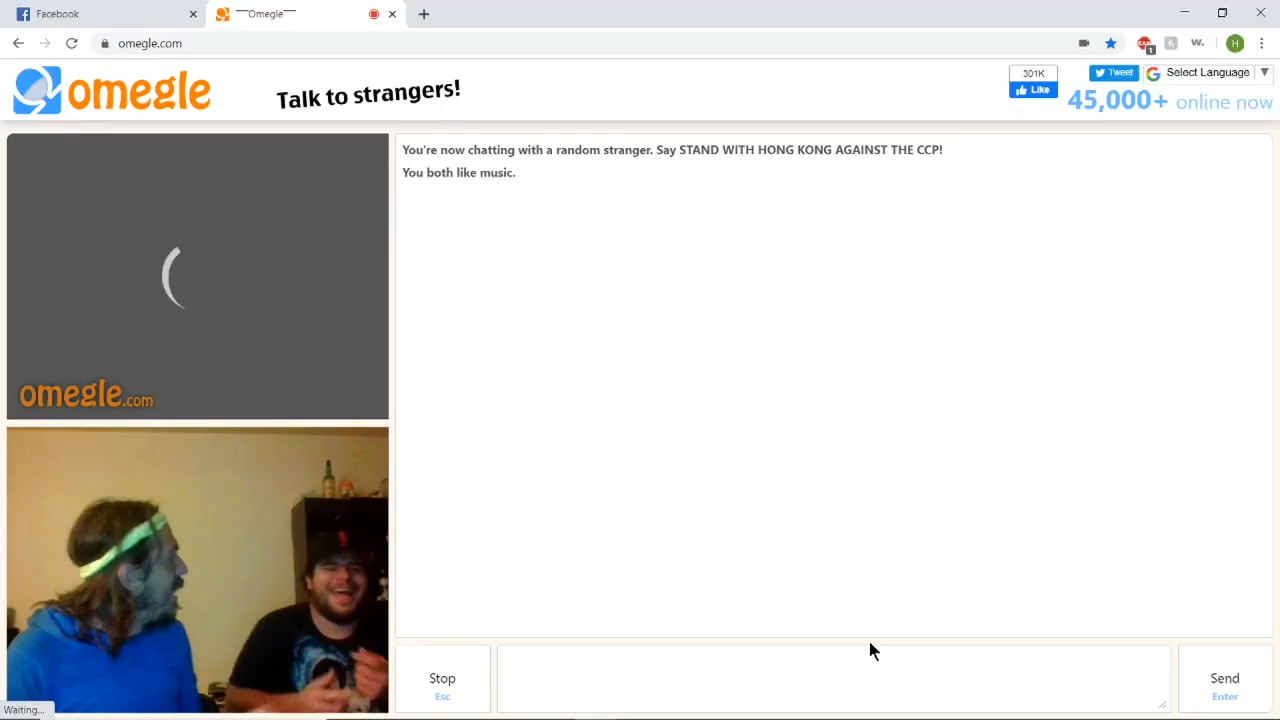 Facebook
Omegle
omegle.com
omegle
Talk to strangers!
301K
Like
Tweet
Select Language
45,000+ online now
You're now chatting with a random stranger. Say STAND WITH HONG KONG AGAINST THE CCP!
You both like music.
omegle.com
Stop
Esc
Send
Enter
Waiting...